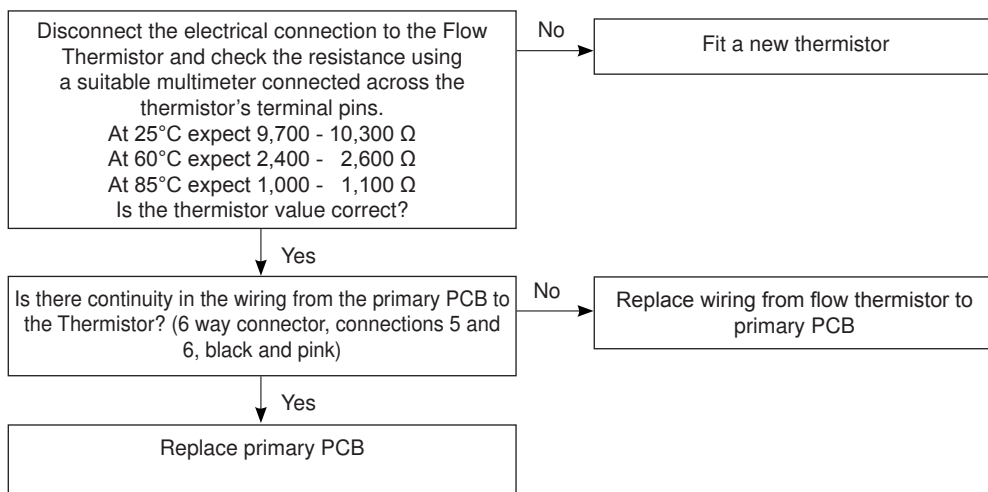 Disconnect the electrical connection to the Flow
Thermistor and check the resistance using
a suitable multimeter connected across the
thermistor's terminal pins.
At 25°C expect 9,700 - 10,300 Ω
At 60°C expect 2,400 - 2,600 Ω
At 85°C expect 1,000 - 1,100 Ω
Is the thermistor value correct?
No
Fit a new thermistor
Yes
Is there continuity in the wiring from the primary PCB to
the Thermistor? (6 way connector, connections 5 and
6, black and pink)
No
Replace wiring from flow thermistor to
primary PCB
Yes
Replace primary PCB